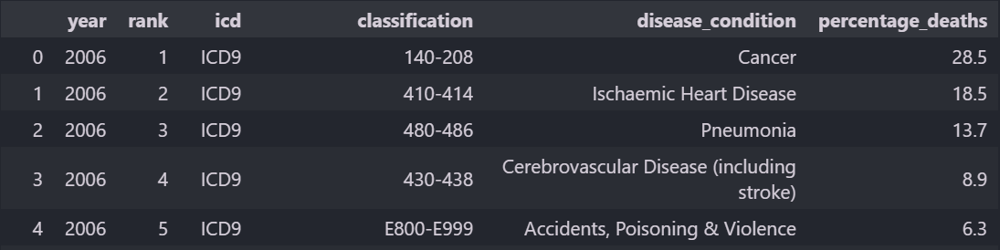 year rank icd classification disease_condition percentage_deaths
0 2006 1 ICD9 140-208 Cancer 28.5
1 2006 2 ICD9 410-414 Ischaemic Heart Disease 18.5
2 2006 3 ICD9 480-486 Pneumonia 13.7
3 2006 4 ICD9 430-438 Cerebrovascular Disease (including
stroke) 8.9
4 2006 5 ICD9 E800-E999 Accidents, Poisoning & Violence 6.3